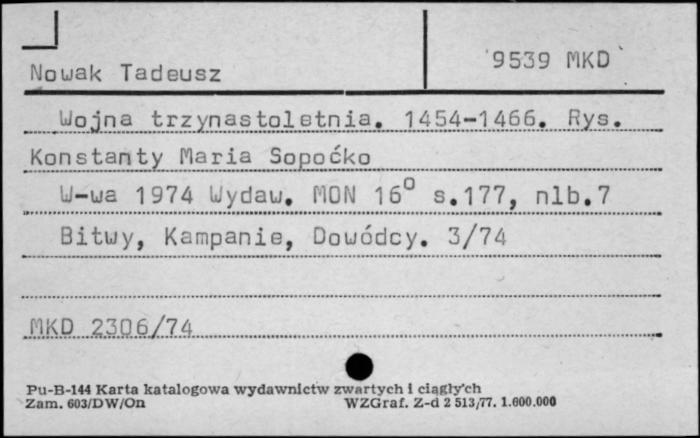 9539 MKD
Nowak Tadeusz
Wojna trzynastoletnia. 1454-1466. Rys.
Konstanty Maria Sopoćko
W-wa 1974 Wydaw. MON 16° s.177, nlb.7
Bitwy, Kampanie, Dowódcy. 3/74
MKD 2306/74
Pu-B-144 Karta katalogowa wydawnictw zwartych i ciągłych
Zam. 603/DW/On WZGraf. Z-d 2 513/77. 1.600.000